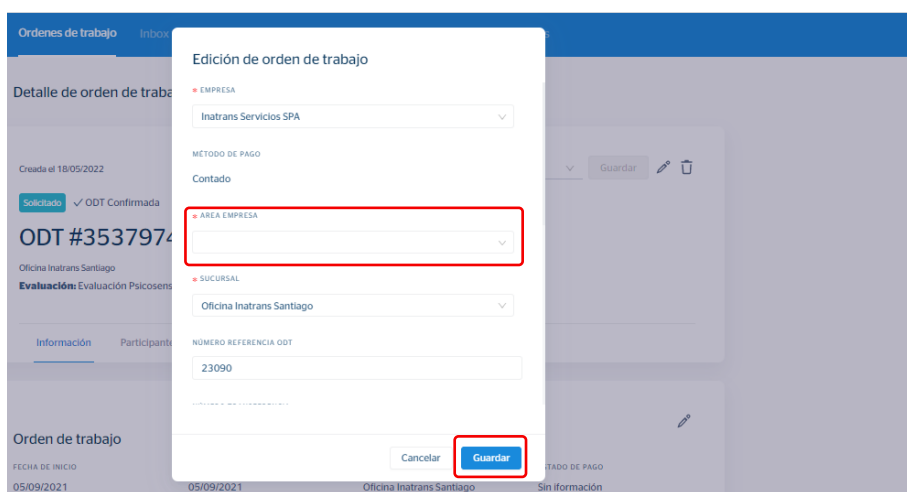 Ordenes de trabajo
Inbox
Detalle de orden de traba
Creada el 18/05/2022
Guardar
Solicitado
ODT Confirmada
ODT #3537974
Oficina Inatrans Santiago
Evaluación: Evaluación Psicosens
Información
Participante
Orden de trabajo
FECHA DE INICIO
05/09/2021
05/09/2021
Oficina Inatrans Santiago
STADO DE PAGO
Sin iformación
Edición de orden de trabajo
* EMPRESA
Inatrans Servicios SPA
MÉTODO DE PAGO
Contado
* AREA EMPRESA
* SUCURSAL
Oficina Inatrans Santiago
NÚMERO REFERENCIA ODT
23090
Cancelar
Guardar